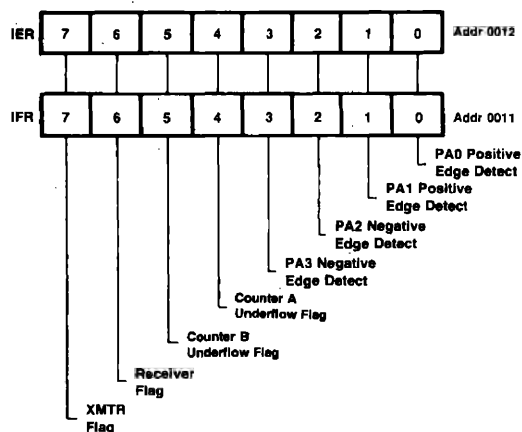 IER 7 6 5 4 3 2 1 0 Addr 0012
IFR 7 6 5 4 3 2 1 0 Addr 0011
PA0 Positive
Edge Detect
PA1 Positive
Edge Detect
PA2 Negative
Edge Detect
PA3 Negative
Edge Detect
Counter A
Underflow Flag
Counter B
Underflow Flag
Receiver
Flag
XMTR
Flag